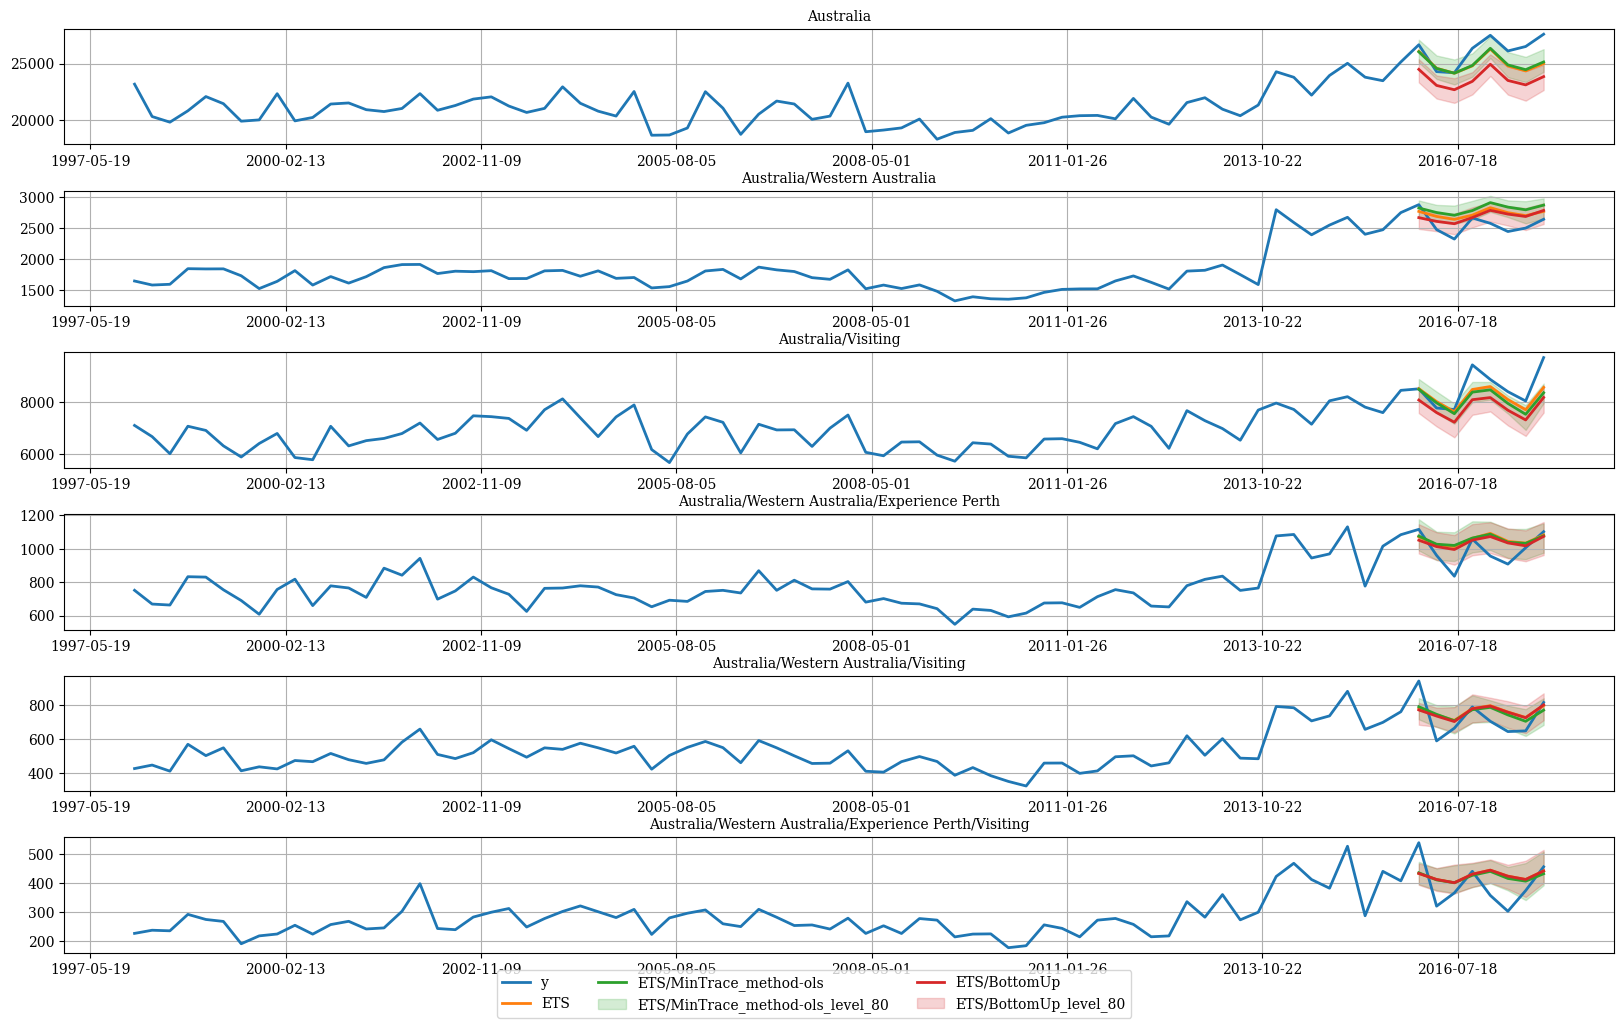 Australia
25000
20000
1997-05-19 2000-02-13 2002-11-09 2005-08-05 2008-05-01 2011-01-26 2013-10-22 2016-07-18
Australia/Western Australia
3000
2500
2000
1500
1997-05-19 2000-02-13 2002-11-09 2005-08-05 2008-05-01 2011-01-26 2013-10-22 2016-07-18
Australia/Visiting
8000
6000
1997-05-19 2000-02-13 2002-11-09 2005-08-05 2008-05-01 2011-01-26 2013-10-22 2016-07-18
Australia/Western Australia/Experience Perth
1200
1000
800
600
1997-05-19 2000-02-13 2002-11-09 2005-08-05 2008-05-01 2011-01-26 2013-10-22 2016-07-18
Australia/Western Australia/Visiting
800
600
400
1997-05-19 2000-02-13 2002-11-09 2005-08-05 2008-05-01 2011-01-26 2013-10-22 2016-07-18
Australia/Western Australia/Experience Perth/Visiting
500
400
300
200
1997-05-19 2000-02-13 2002-11-09 2005-08-05 2008-05-01 2011-01-26 2013-10-22 2016-07-18
y ETS/MinTrace_method-ols ETS/BottomUp
ETS ETS/MinTrace_method-ols_level_80 ETS/BottomUp_level_80